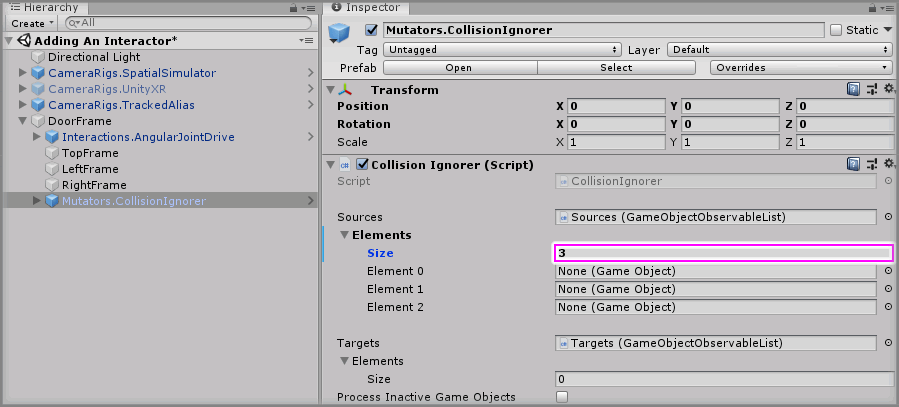 Hierarchy
Create
All
Adding An Interactor*
Directional Light
CameraRigs.SpatialSimulator
CameraRigs.UnityXR
CameraRigs.TrackedAlias
DoorFrame
Interactions.AngularJointDrive
TopFrame
LeftFrame
RightFrame
Mutators.CollisionIgnorer
Inspector
Mutators.CollisionIgnorer Static
Tag Untagged Layer Default
Prefab Open Select Overrides
Transform
Position X 0 Y 0 Z 0
Rotation X 0 Y 0 Z 0
Scale X 1 Y 1 Z 1
Collision Ignorer (Script)
Script CollisionIgnorer
Sources Sources (GameObjectObservableList)
Elements
Size 3
Element 0 None (Game Object)
Element 1 None (Game Object)
Element 2 None (Game Object)
Targets Targets (GameObjectObservableList)
Elements
Size 0
Process Inactive Game Objects